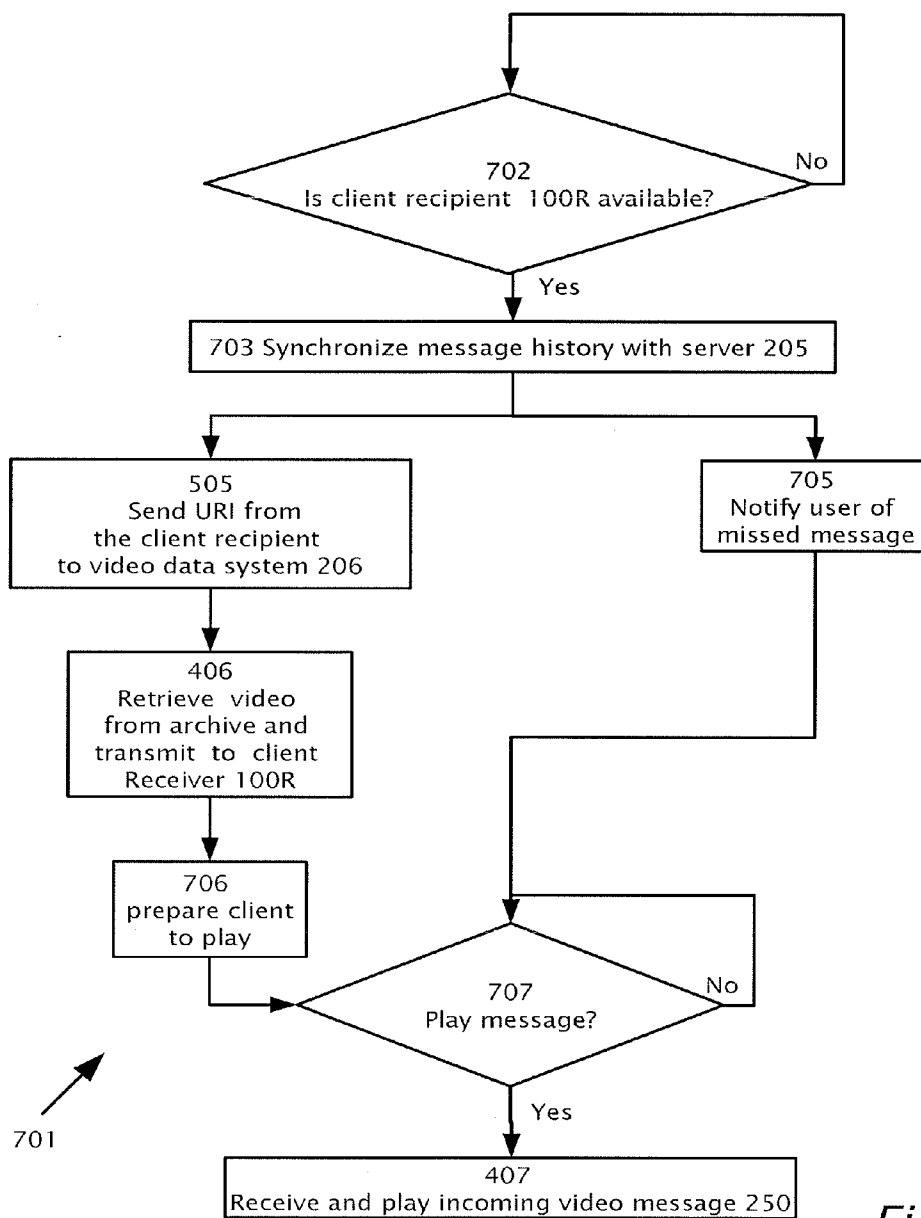 702
Is client recipient 100R available?
No
Yes
703 Synchronize message history with server 205
505
Send URI from
the client recipient
to video data system 206
705
Notify user of
missed message
406
Retrieve video
from archive and
transmit to client
Receiver 100R
706
prepare client
to play
707
Play message?
No
Yes
701
407
Receive and play incoming video message 250